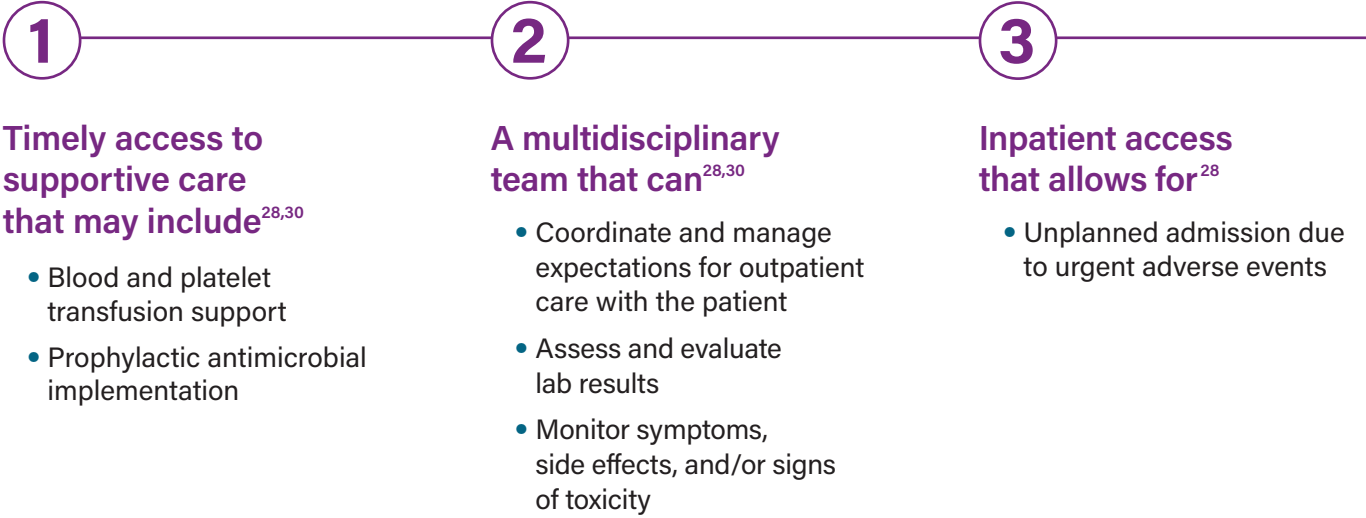 1
Timely access to
supportive care
that may include28,30
• Blood and platelet
transfusion support
• Prophylactic antimicrobial
implementation
2
A multidisciplinary
team that can28,30
• Coordinate and manage
expectations for outpatient
care with the patient
• Assess and evaluate
lab results
• Monitor symptoms,
side effects, and/or signs
of toxicity
3
Inpatient access
that allows for28
• Unplanned admission due
to urgent adverse events